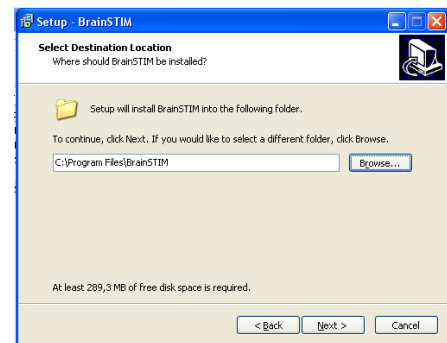 Setup - BrainSTIM
Select Destination Location
Where should BrainSTIM be installed?
Setup will install BrainSTIM into the following folder.
To continue, click Next. If you would like to select a different folder, click Browse.
C:\Program Files\BrainSTIM
Browse...
At least 289,3 MB of free disk space is required.
< Back
Next >
Cancel